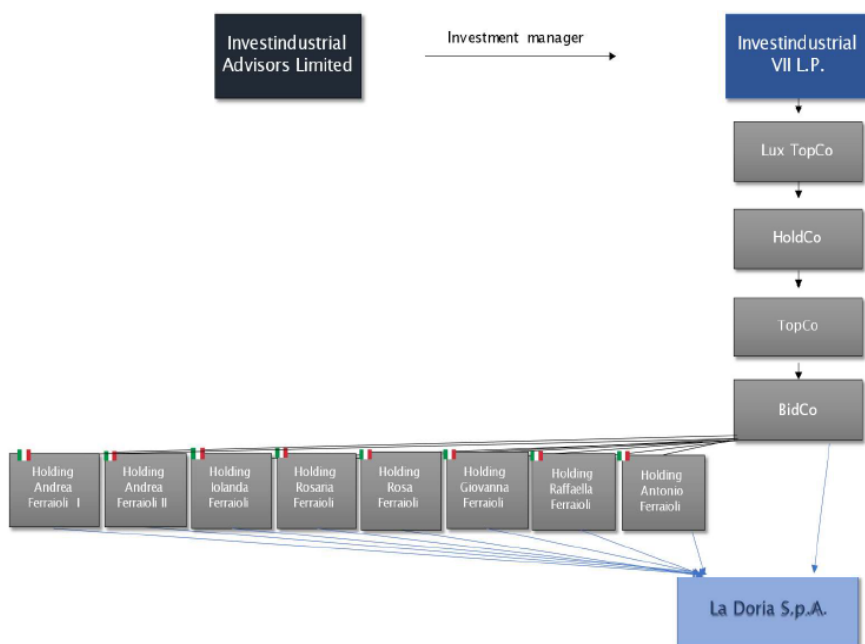 Investindustrial
Advisors Limited
Investment manager
Investindustrial
VII L.P.
Lux TopCo
HoldCo
TopCo
BidCo
Holding
Andrea
Ferraioli I
Holding
Andrea
Ferraioli II
Holding
Iolanda
Ferraioli
Holding
Rosaria
Ferraioli
Holding
Rosa
Ferraioli
Holding
Giovanna
Ferraioli
Holding
Raffaella
Ferraioli
Holding
Antonio
Ferraioli
La Doria S.p.A.